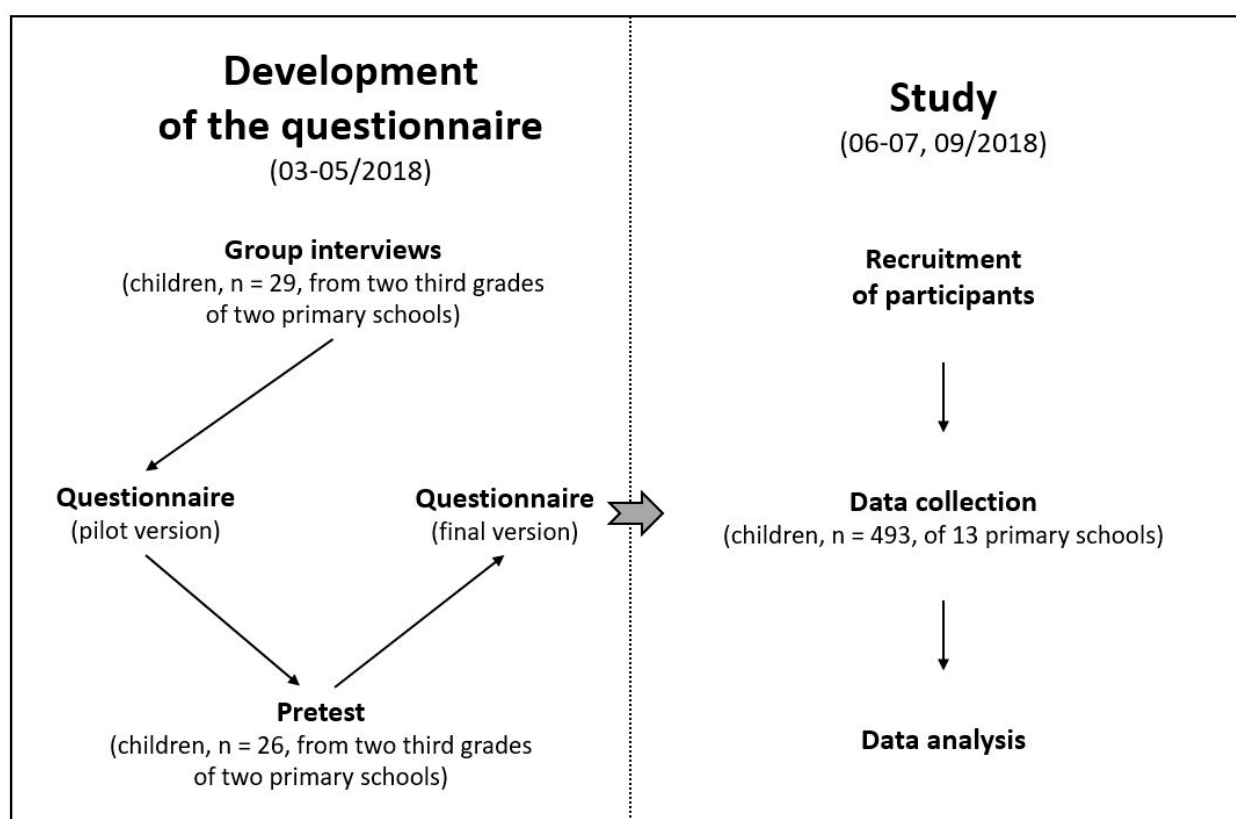 Development
of the questionnaire
(03-05/2018)
Group interviews
(children, n = 29, from two third grades
of two primary schools)
Questionnaire
(pilot version)
Questionnaire
(final version)
Pretest
(children, n = 26, from two third grades
of two primary schools)
Study
(06-07, 09/2018)
Recruitment
of participants
Data collection
(children, n = 493, of 13 primary schools)
Data analysis